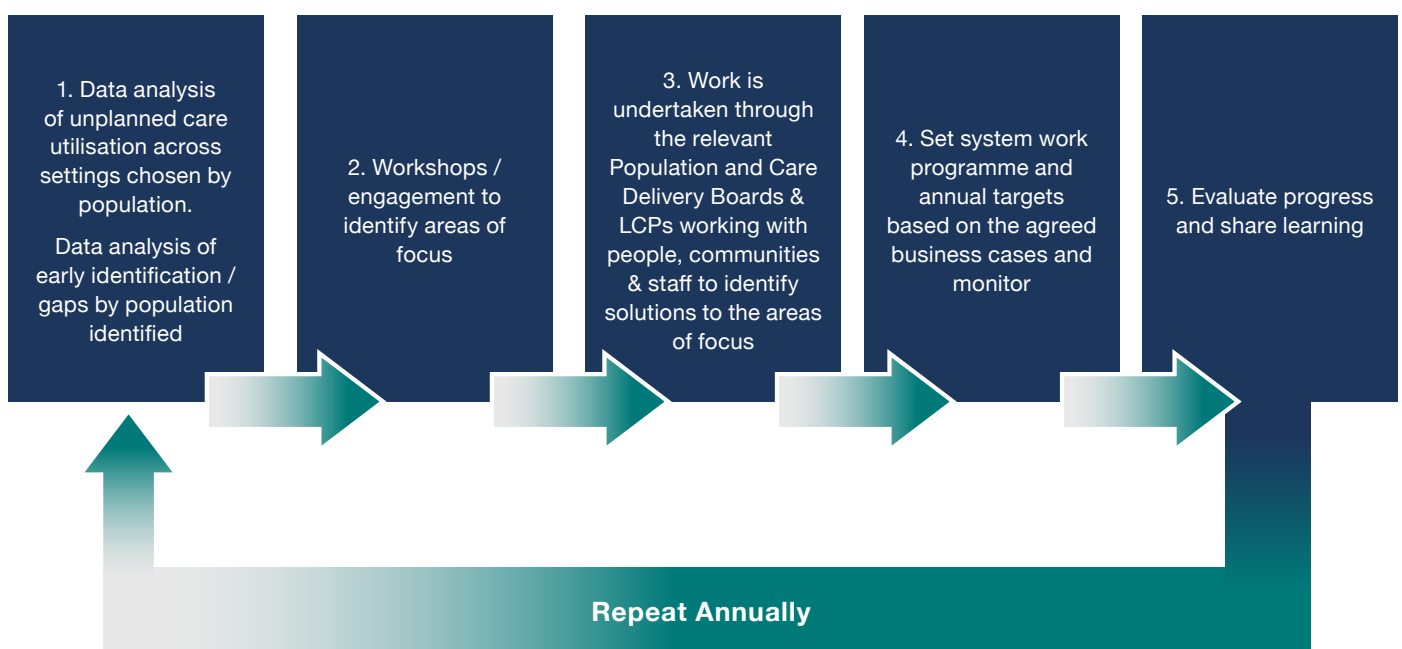 1. Data analysis
of unplanned care
utilisation across
settings chosen by
population.
Data analysis of
early identification /
gaps by population
identified
2. Workshops /
engagement to
identify areas of
focus
3. Work is
undertaken through
the relevant
Population and Care
Delivery Boards &
LCPs working with
people, communities
& staff to identify
solutions to the areas
of focus
4. Set system work
programme and
annual targets
based on the agreed
business cases and
monitor
5. Evaluate progress
and share learning
Repeat Annually